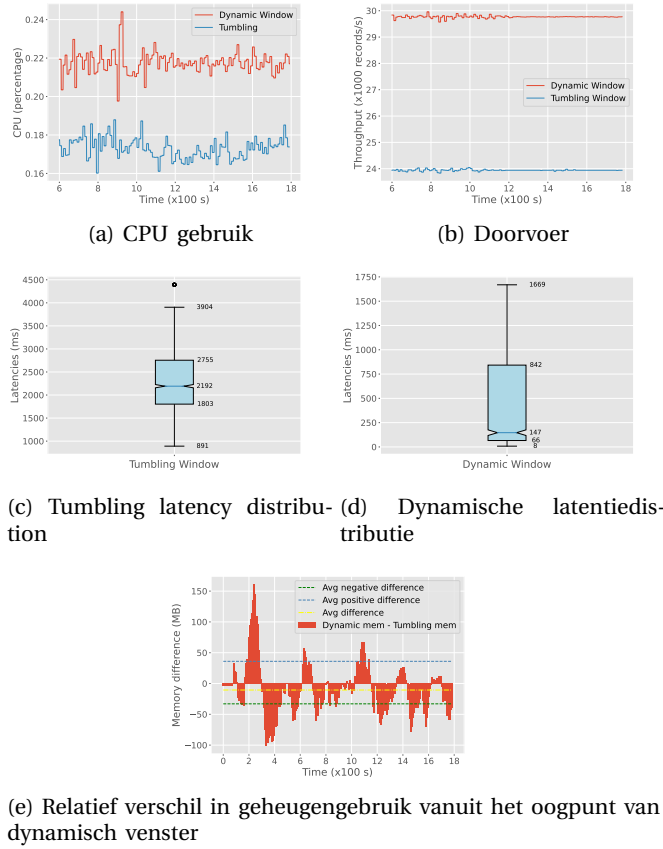 Dynamic Window
Tumbling
0.24
0.22
0.20
0.18
0.16
CPU (percentage)
6 8 10 12 14 16 18
Time (x100 s)
(a) CPU gebruik
30
29
28
27
26
25
24
Throughput (x1000 records/s)
Dynamic Window
Tumbling Window
6 8 10 12 14 16 18
Time (x100 s)
(b) Doorvoer
4500
4000
3500
3000
2500
2000
1500
1000
Latencies (ms)
3904
2755
2192
1803
891
Tumbling Window
(c) Tumbling latency distribu-
tion
1750
1500
1250
1000
750
500
250
0
Latencies (ms)
1669
842
147
66
8
Dynamic Window
(d) Dynamische latentiedis-
tributie
150
100
50
0
−50
−100
Memory difference (MB)
Avg negative difference
Avg positive difference
Avg difference
Dynamic mem - Tumbling mem
0 2 4 6 8 10 12 14 16 18
Time (x100 s)
(e) Relatief verschil in geheugengebruik vanuit het oogpunt van
dynamisch venster